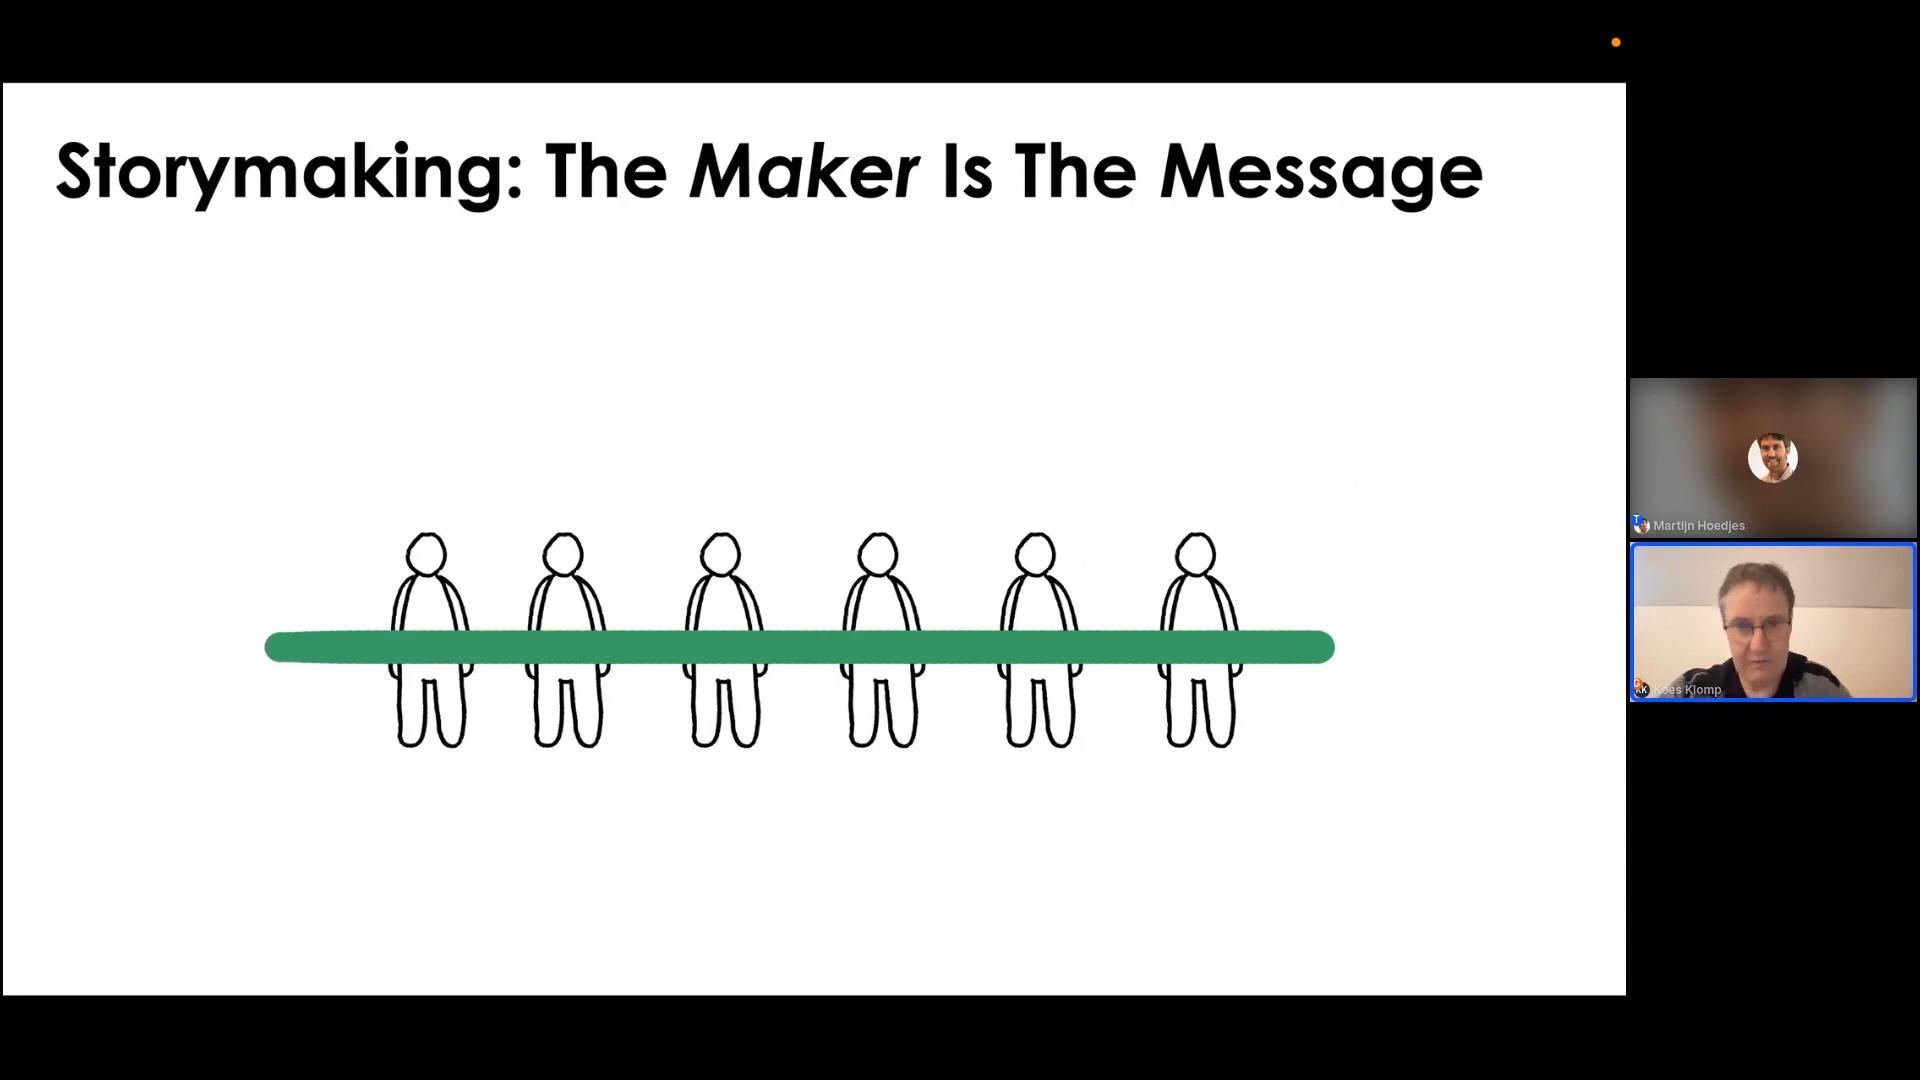 Storymaking: The Maker Is The Message
Martijn Hoedjes
Kees Klomp